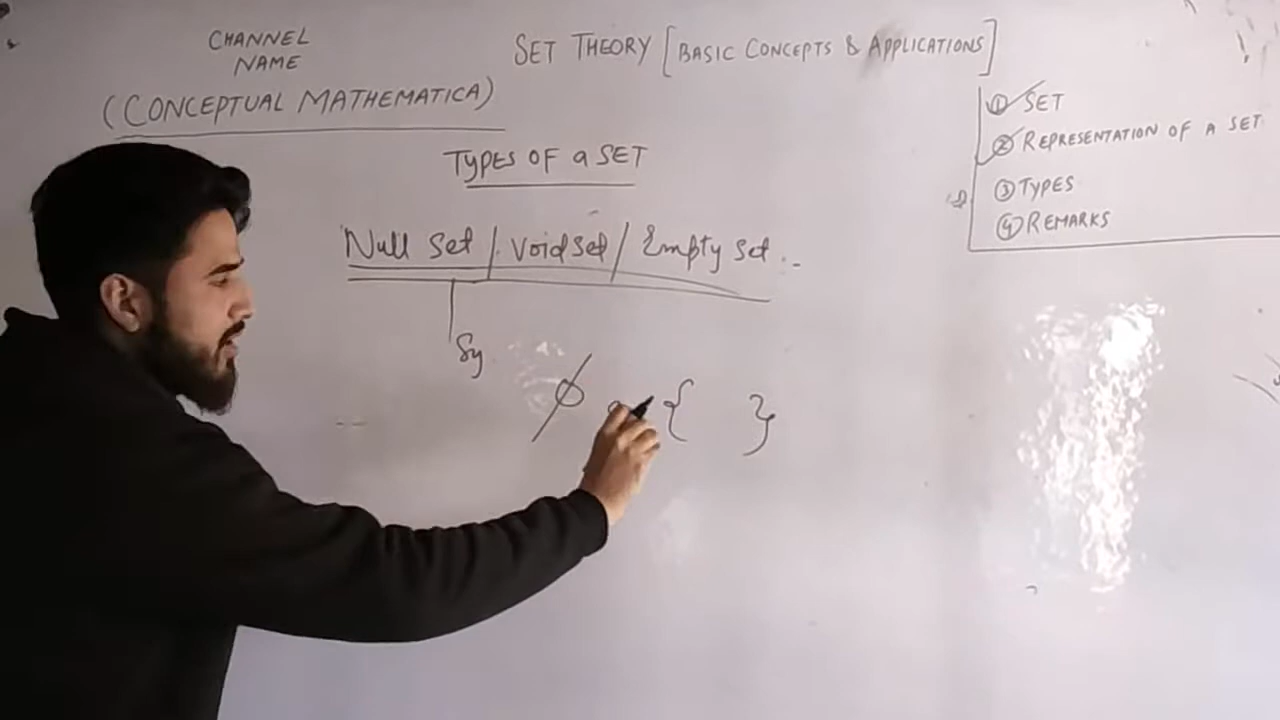 CHANNEL
NAME
(CONCEPTUAL MATHEMATICA)
SET THEORY [BASIC CONCEPTS & APPLICATIONS]
① SET
② REPRESENTATION OF A SET
③ TYPES
④ REMARKS
TYPES OF a SET
Null Set / Void Set / Empty Set.
Sy
∅ { }